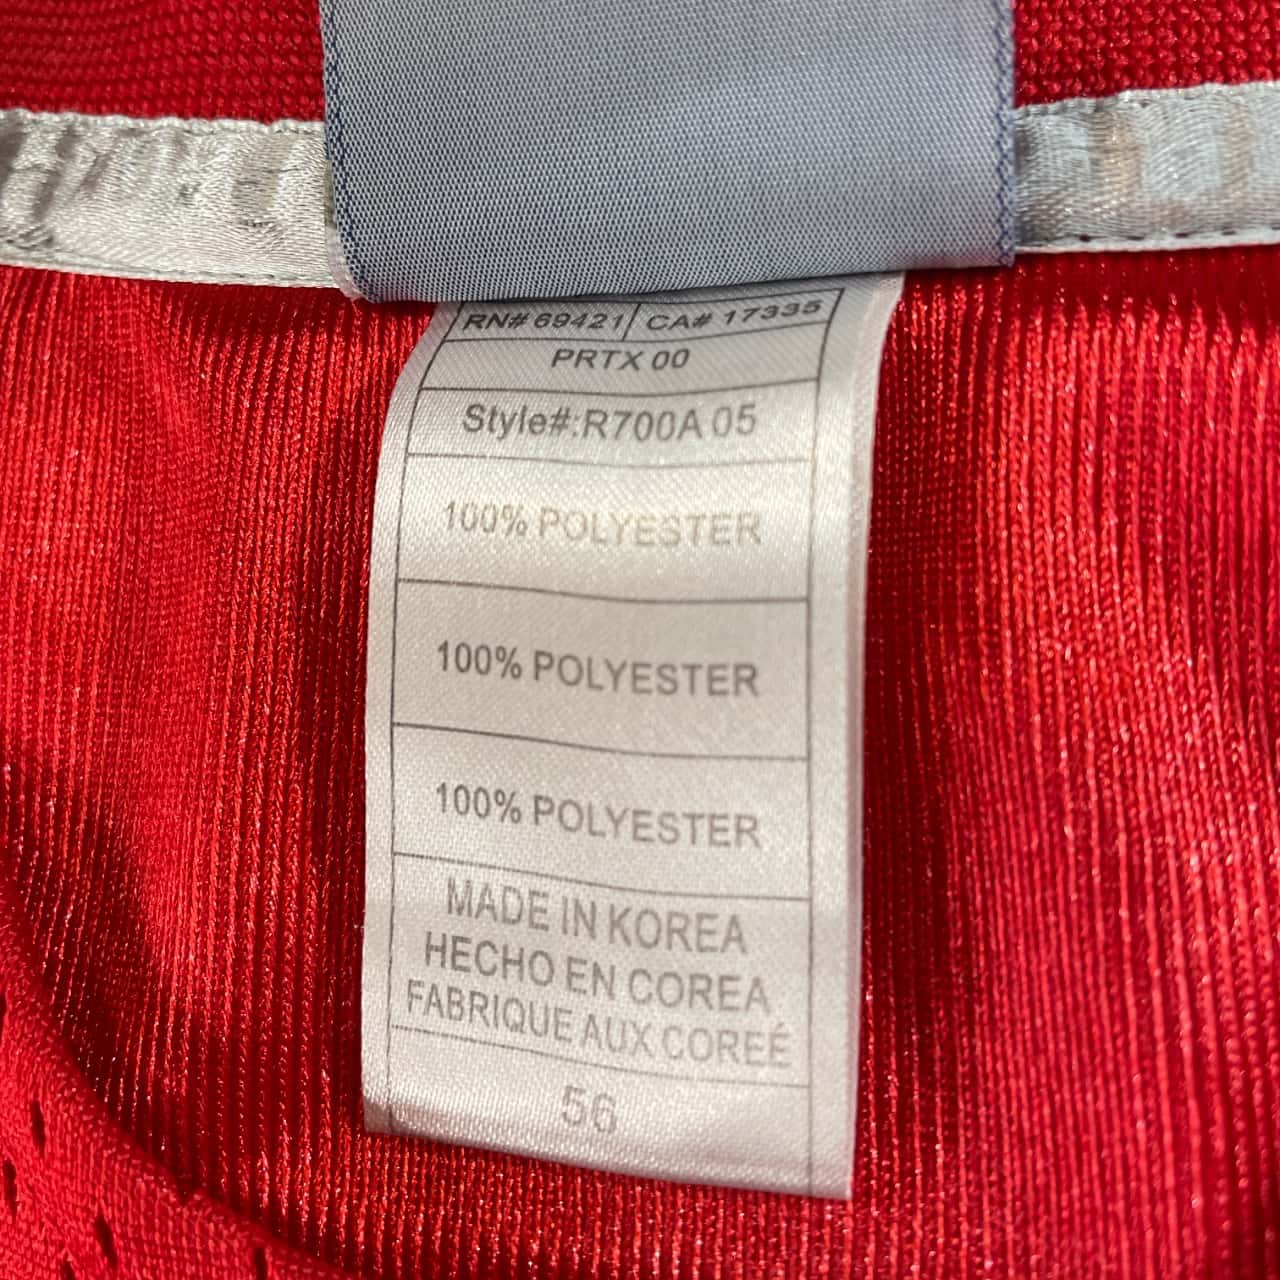 RN# 69421 CA# 17335
PRTX 00
Style#:R700A 05
100% POLYESTER
100% POLYESTER
100% POLYESTER
MADE IN KOREA
HECHO EN COREA
FABRIQUE AUX COREÉ
56